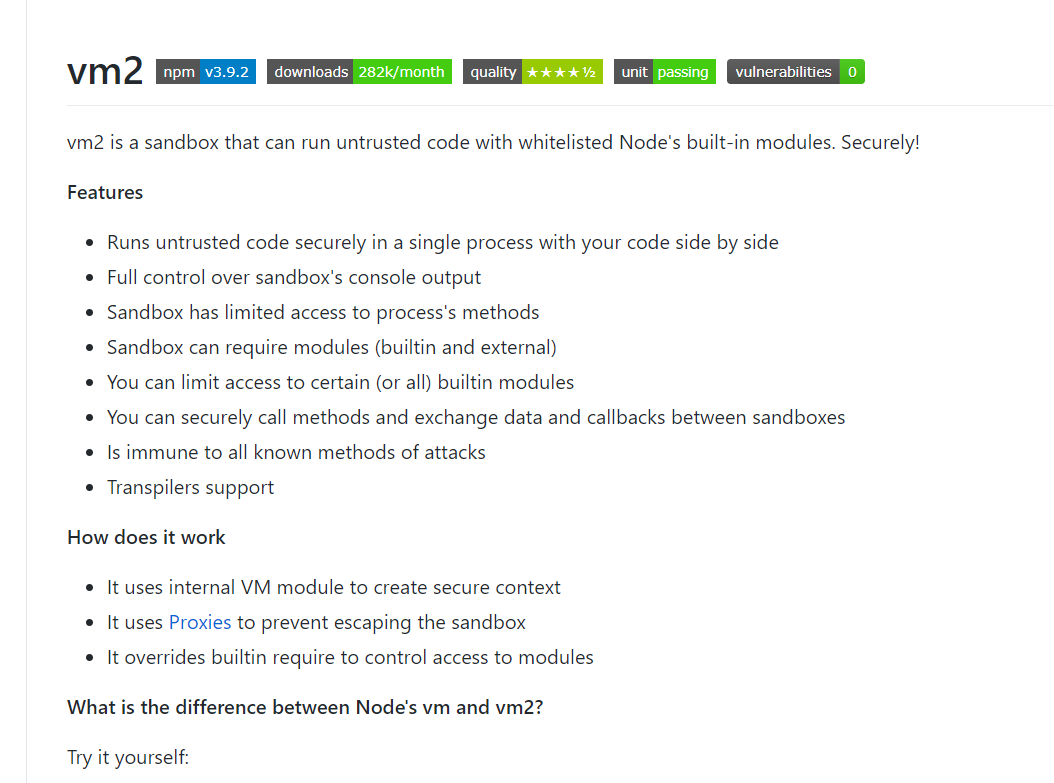 vm2 npm v3.9.2 downloads 282k/month quality ★★★★½ unit passing vulnerabilities 0
vm2 is a sandbox that can run untrusted code with whitelisted Node's built-in modules. Securely!
Features
• Runs untrusted code securely in a single process with your code side by side
• Full control over sandbox's console output
• Sandbox has limited access to process's methods
• Sandbox can require modules (builtin and external)
• You can limit access to certain (or all) builtin modules
• You can securely call methods and exchange data and callbacks between sandboxes
• Is immune to all known methods of attacks
• Transpilers support
How does it work
• It uses internal VM module to create secure context
• It uses Proxies to prevent escaping the sandbox
• It overrides builtin require to control access to modules
What is the difference between Node's vm and vm2?
Try it yourself: